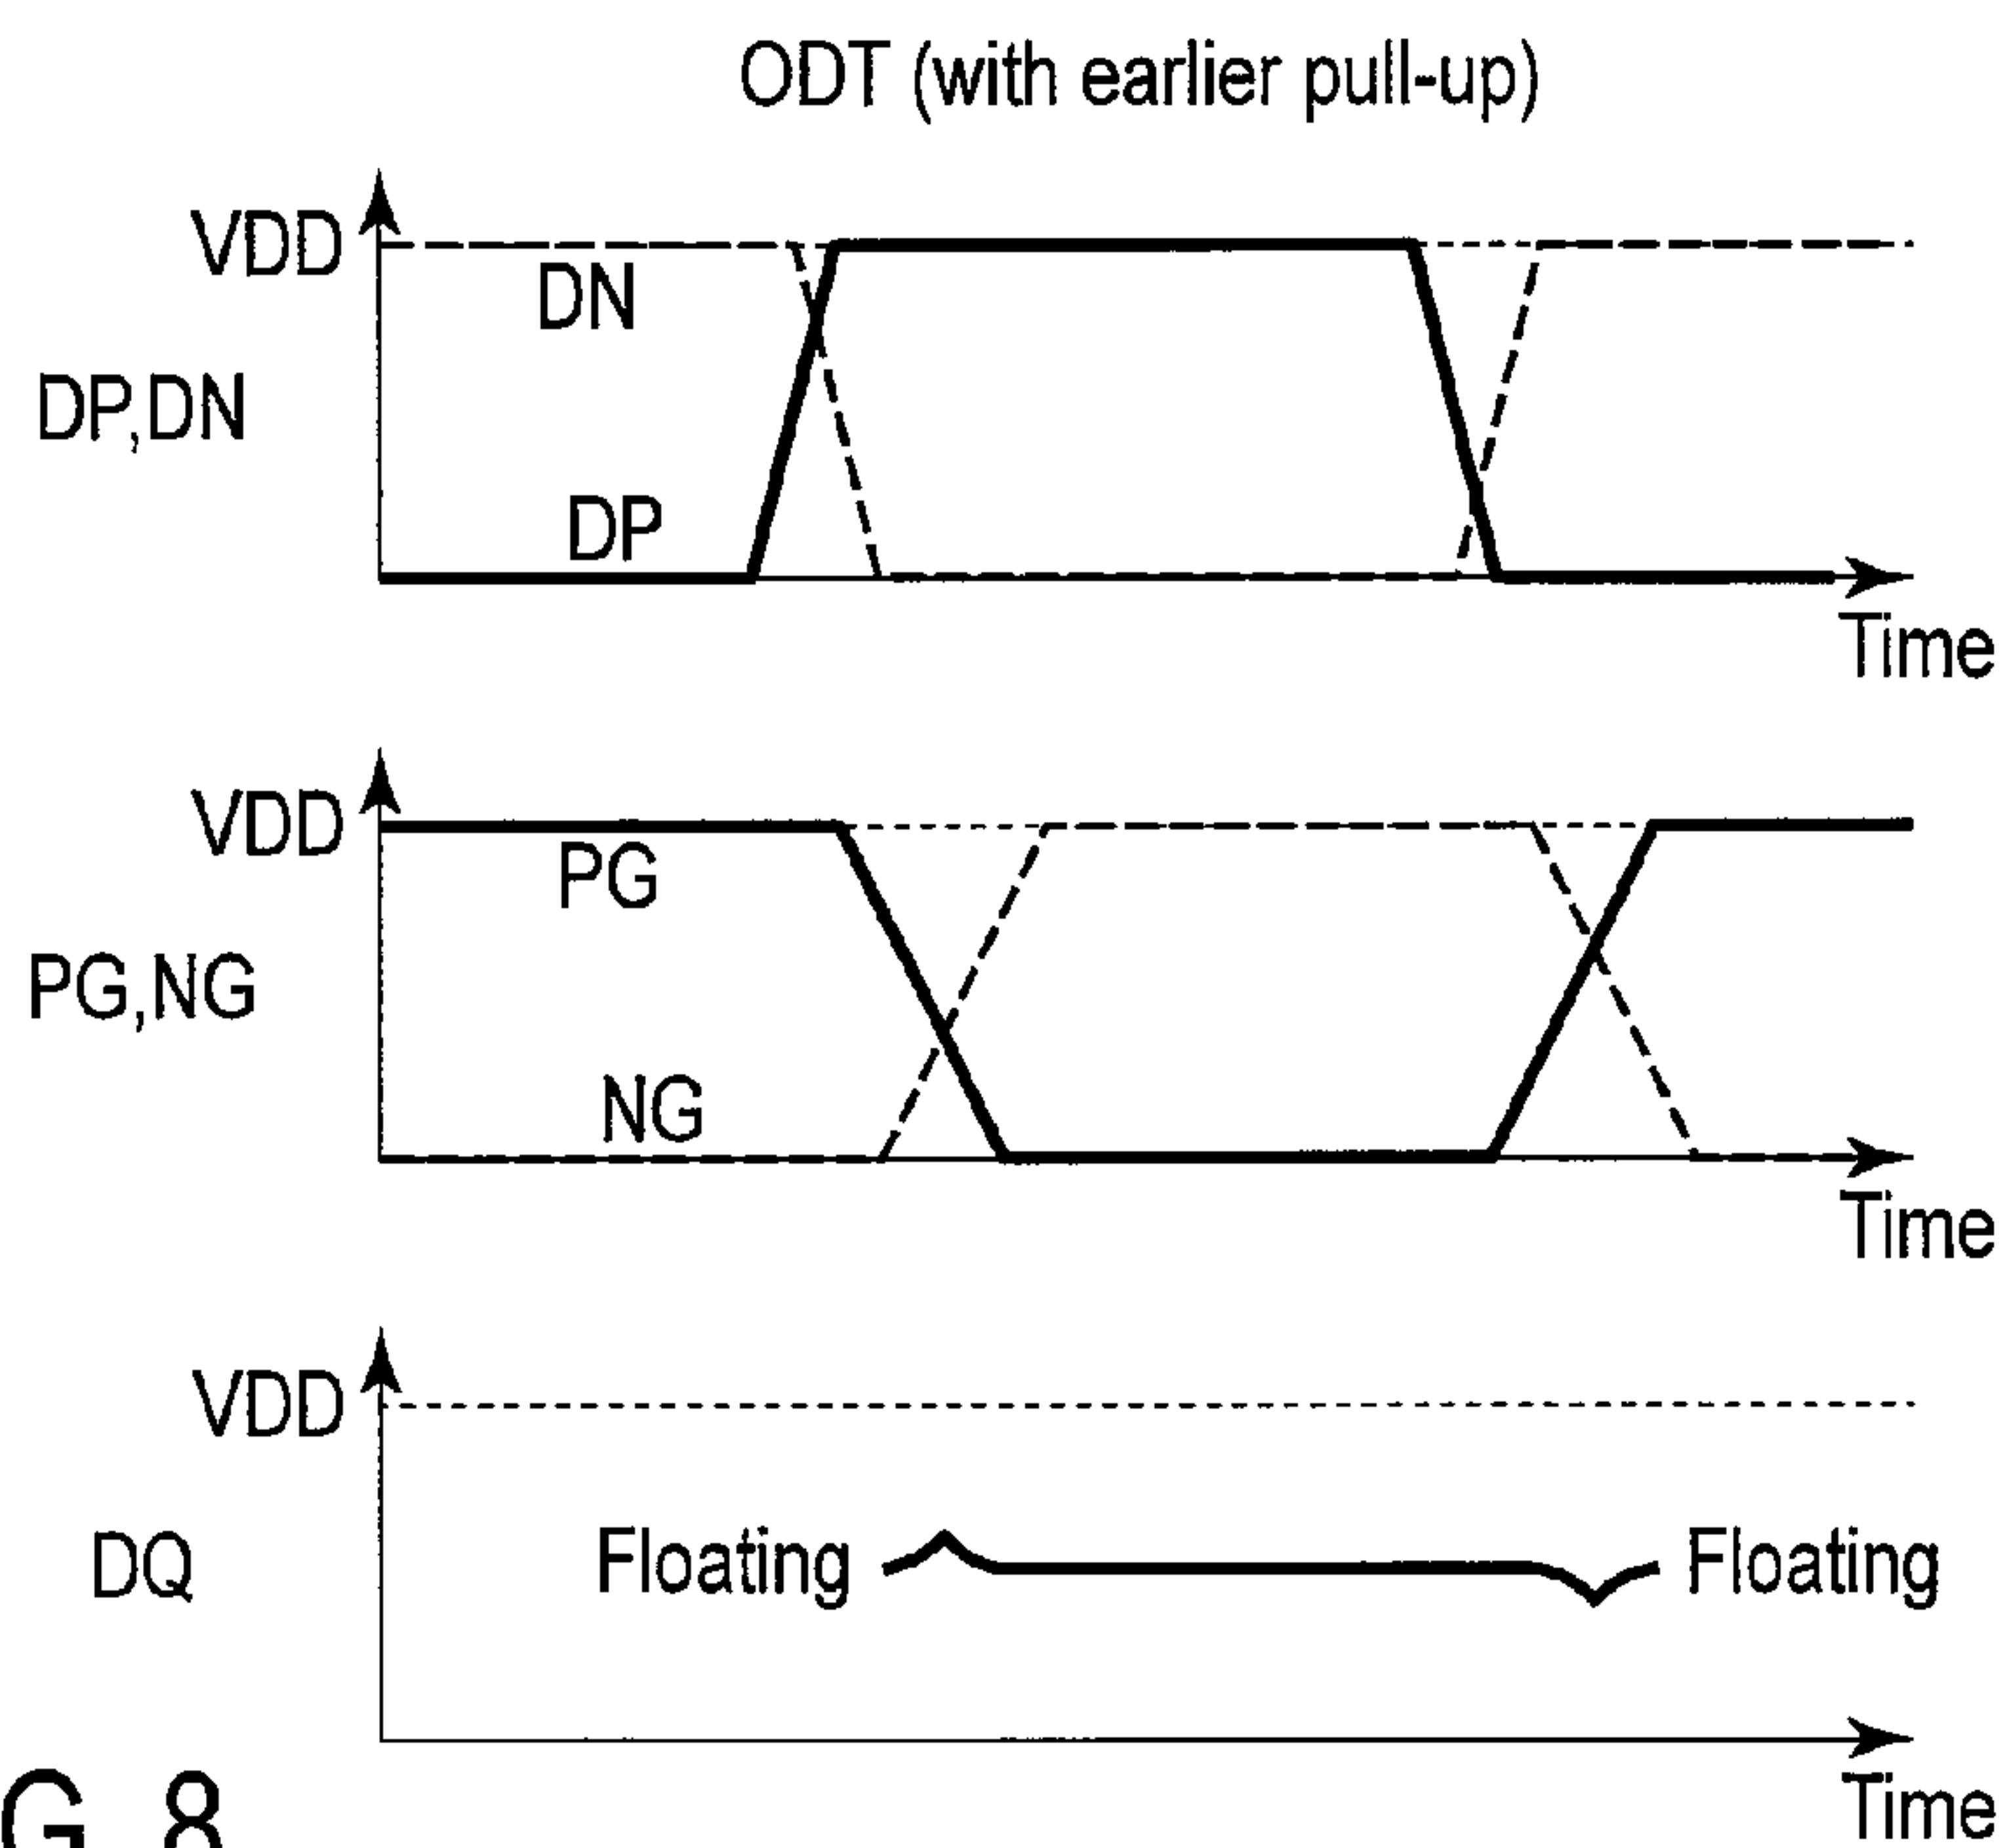 ODT (with earlier pull-up)
VDD
DN
DP,DN
DP
Time
VDD
PG
PG,NG
NG
Time
VDD
DQ
Floating
Floating
Time
G. 8